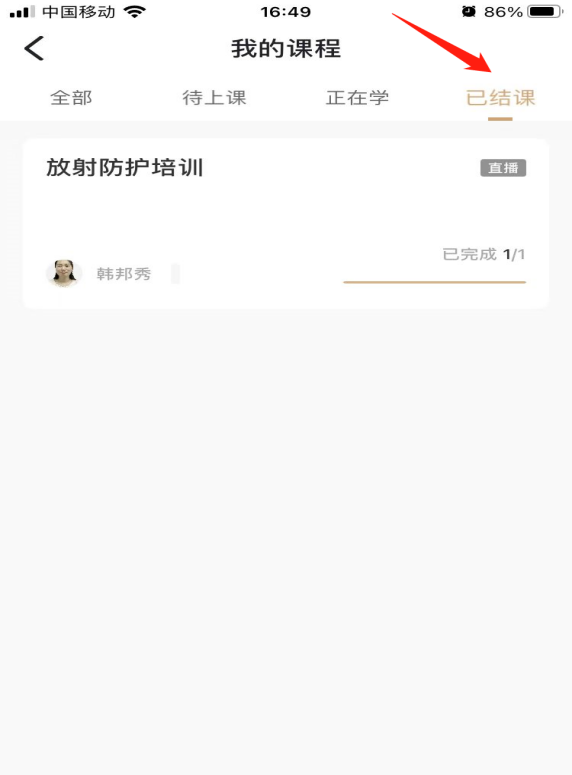 中国移动 16:49 86%
我的课程
全部 待上课 正在学 已结课
放射防护培训 直播
已完成 1/1
韩邦秀